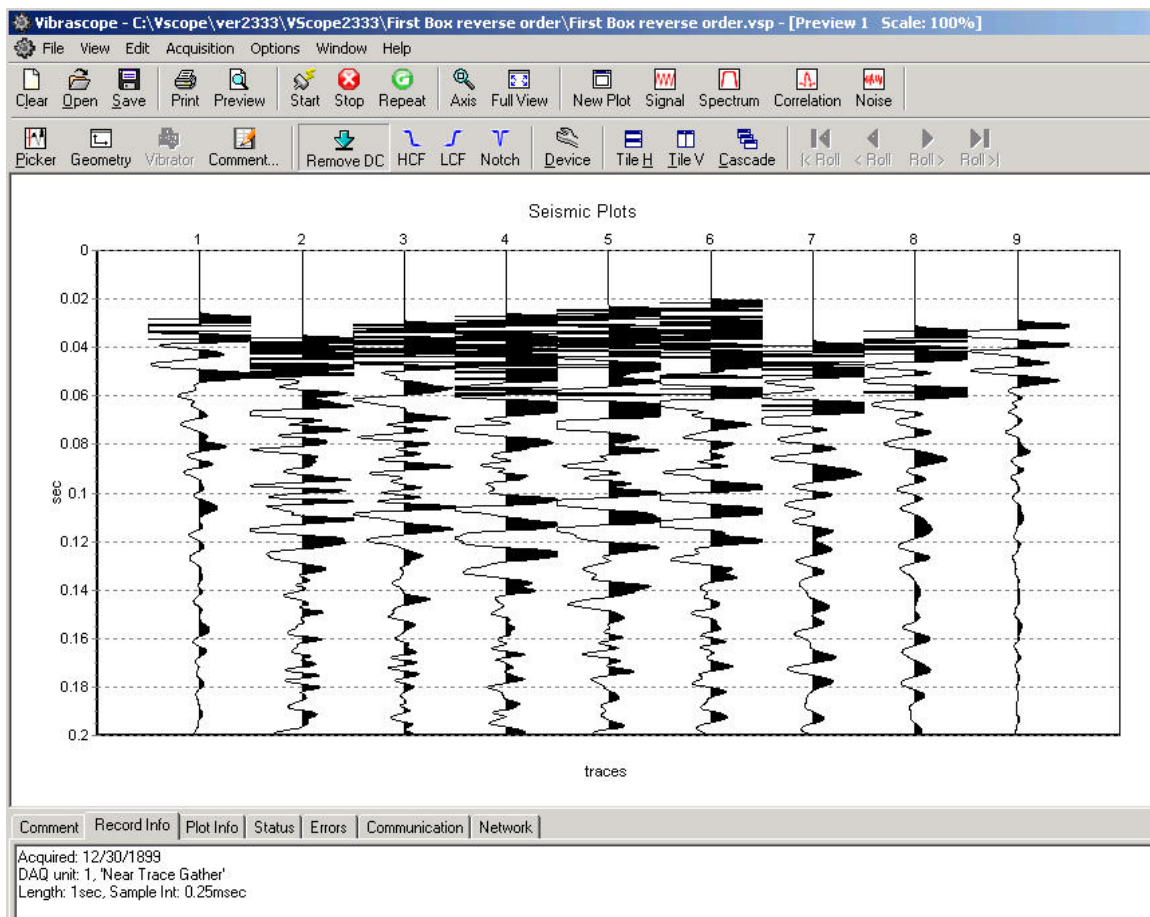 Vibrascope - C:\Vscope\ver2333\VScope2333\First Box reverse order\First Box reverse order.vsp - [Preview 1 Scale: 100%]
File View Edit Acquisition Options Window Help
Clear Open Save Print Preview Start Stop Repeat Axis Full View New Plot Signal Spectrum Correlation Noise
Picker Geometry Vibrator Comment... Remove DC HCF LCF Notch Device Tile H Tile V Cascade |< Roll < Roll Roll > Roll >|
Seismic Plots
1 2 3 4 5 6 7 8 9
0
0.02
0.04
0.06
0.08
sec
0.1
0.12
0.14
0.16
0.18
0.2
traces
Comment Record Info Plot Info Status Errors Communication Network
Acquired: 12/30/1899
DAQ unit: 1, 'Near Trace Gather'
Length: 1sec, Sample Int: 0.25msec